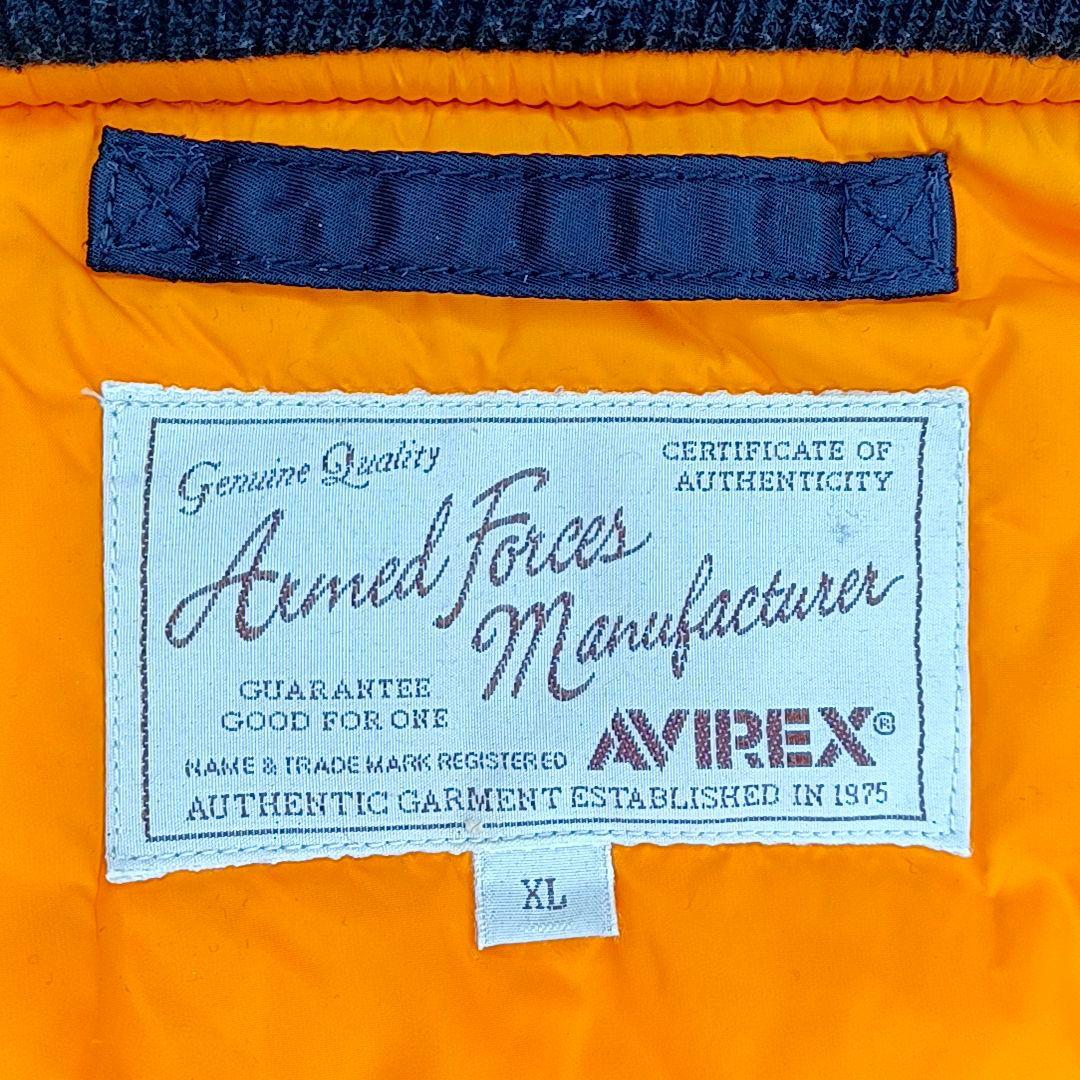 Genuine Quality
CERTIFICATE OF
AUTHENTICITY
Armed Forces
Manufacturer
GUARANTEE
GOOD FOR ONE
AVIREX®
NAME & TRADE MARK REGISTERED
AUTHENTIC GARMENT ESTABLISHED IN 1975
XL